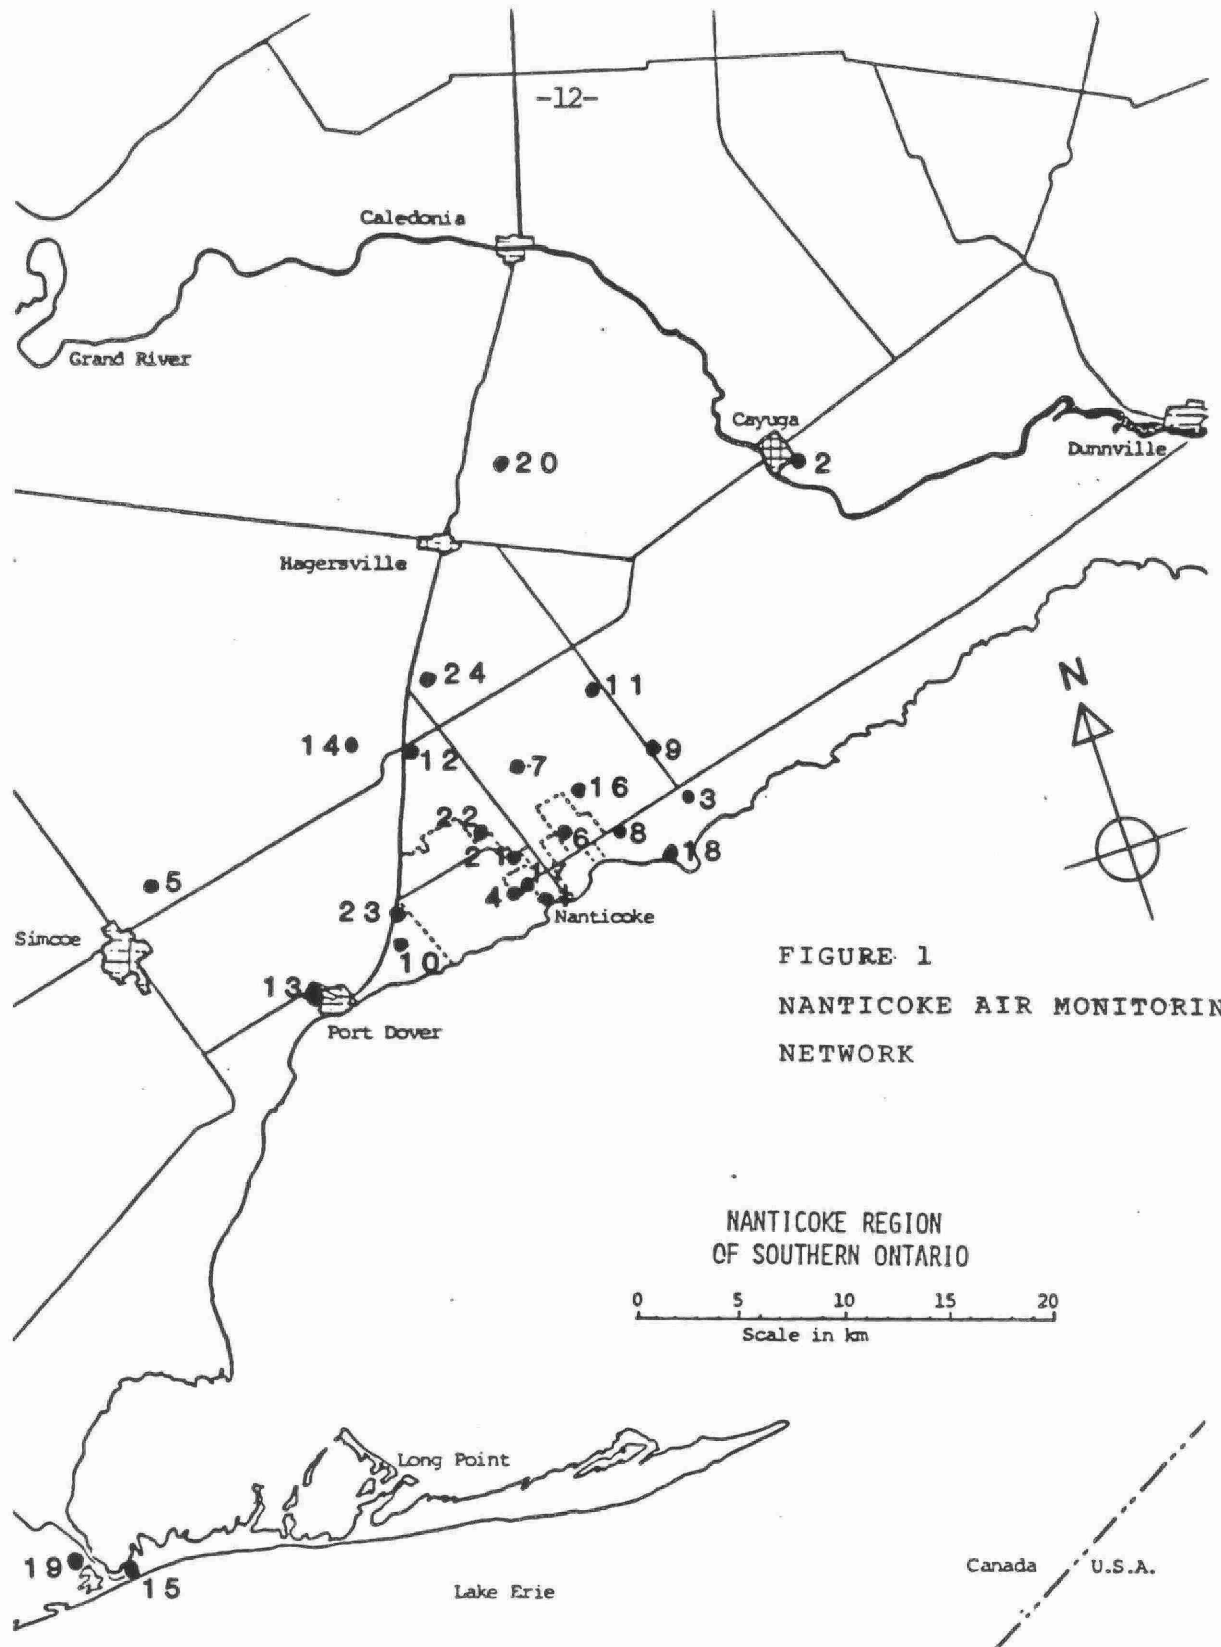 -12-
Caledonia
Grand River
Cayuga
Dunnville
20
2
Hagersville
24
11
N
14
12
9
7
16
3
22
6
8
18
5
4
23
Nanticoke
Simcoe
10
13
Port Dover
FIGURE 1
NANTICOKE AIR MONITORIN
NETWORK
NANTICOKE REGION
OF SOUTHERN ONTARIO
0 5 10 15 20
Scale in km
Long Point
19
15
Lake Erie
Canada
U.S.A.